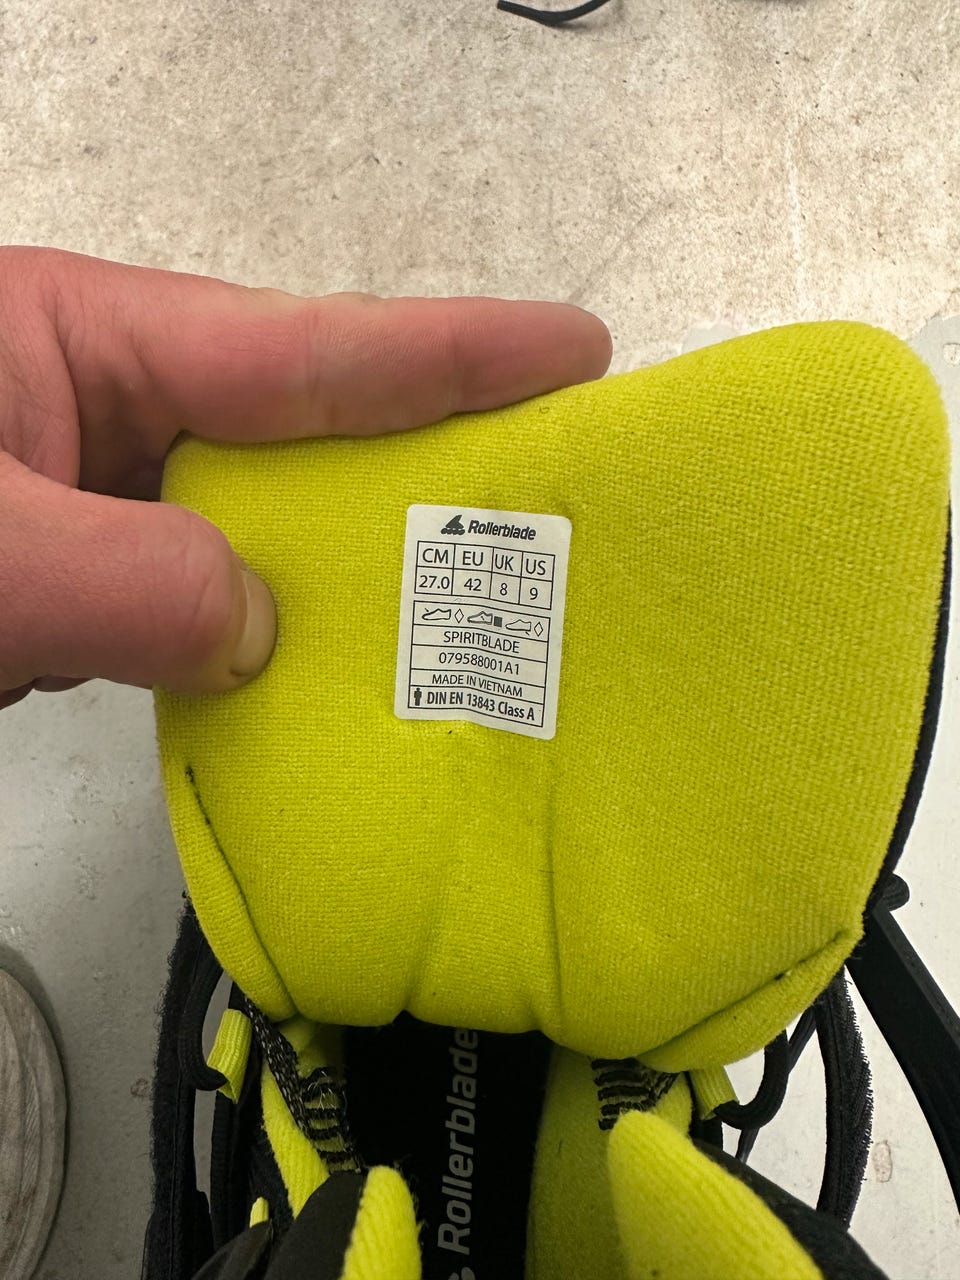 Rollerblade
CM EU UK US
27.0 42 8 9
SPIRITBLADE
079588001A1
MADE IN VIETNAM
DIN EN 13843 Class A
Rollerblade